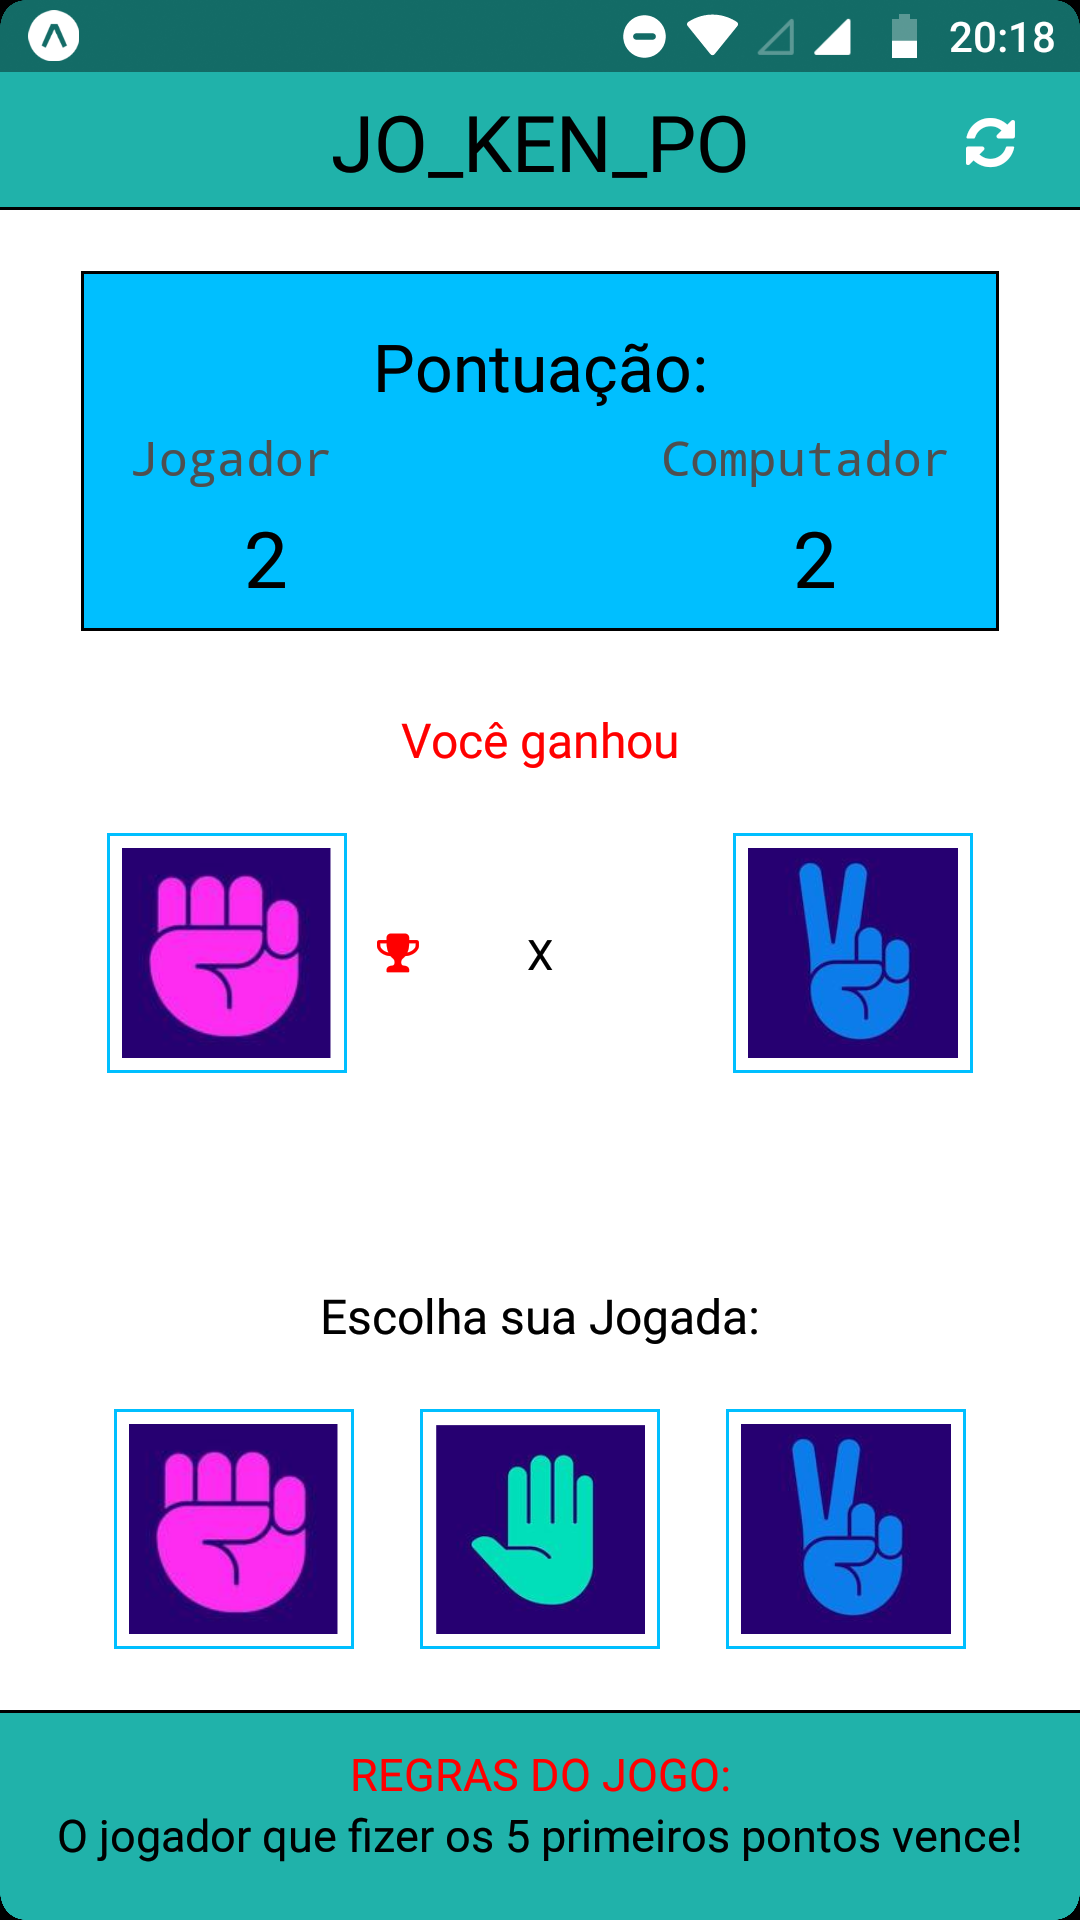 20:18
JO_KEN_PO
Pontuação:
Jogador Computador
2 2
Você ganhou
X
Escolha sua Jogada:
REGRAS DO JOGO:
O jogador que fizer os 5 primeiros pontos vence!